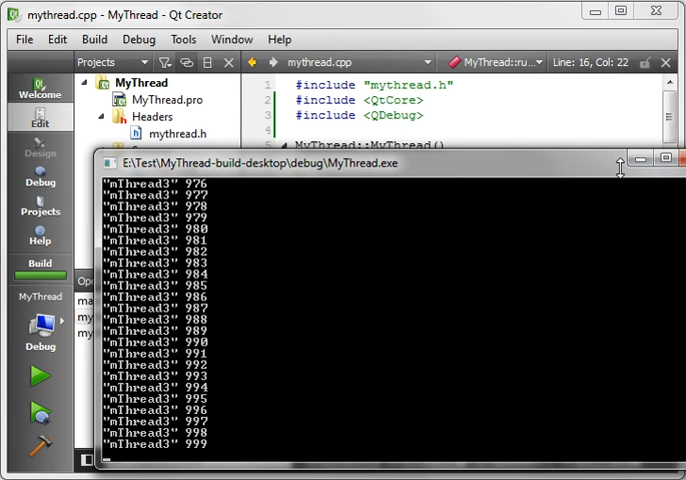 mythread.cpp - MyThread - Qt Creator
File Edit Build Debug Tools Window Help
Projects mythread.cpp MyThread::ru... Line: 16, Col: 22
Welcome
Edit
Design
Debug
Projects
Help
Build
MyThread
Debug
MyThread
MyThread.pro
Headers
mythread.h
1 #include "mythread.h"
2 #include <QtCore>
3 #include <QDebug>
4
5 MyThread::MyThread()
Ope
ma
my
my
E:\Test\MyThread-build-desktop\debug\MyThread.exe
"mThread3" 976
"mThread3" 977
"mThread3" 978
"mThread3" 979
"mThread3" 980
"mThread3" 981
"mThread3" 982
"mThread3" 983
"mThread3" 984
"mThread3" 985
"mThread3" 986
"mThread3" 987
"mThread3" 988
"mThread3" 989
"mThread3" 990
"mThread3" 991
"mThread3" 992
"mThread3" 993
"mThread3" 994
"mThread3" 995
"mThread3" 996
"mThread3" 997
"mThread3" 998
"mThread3" 999